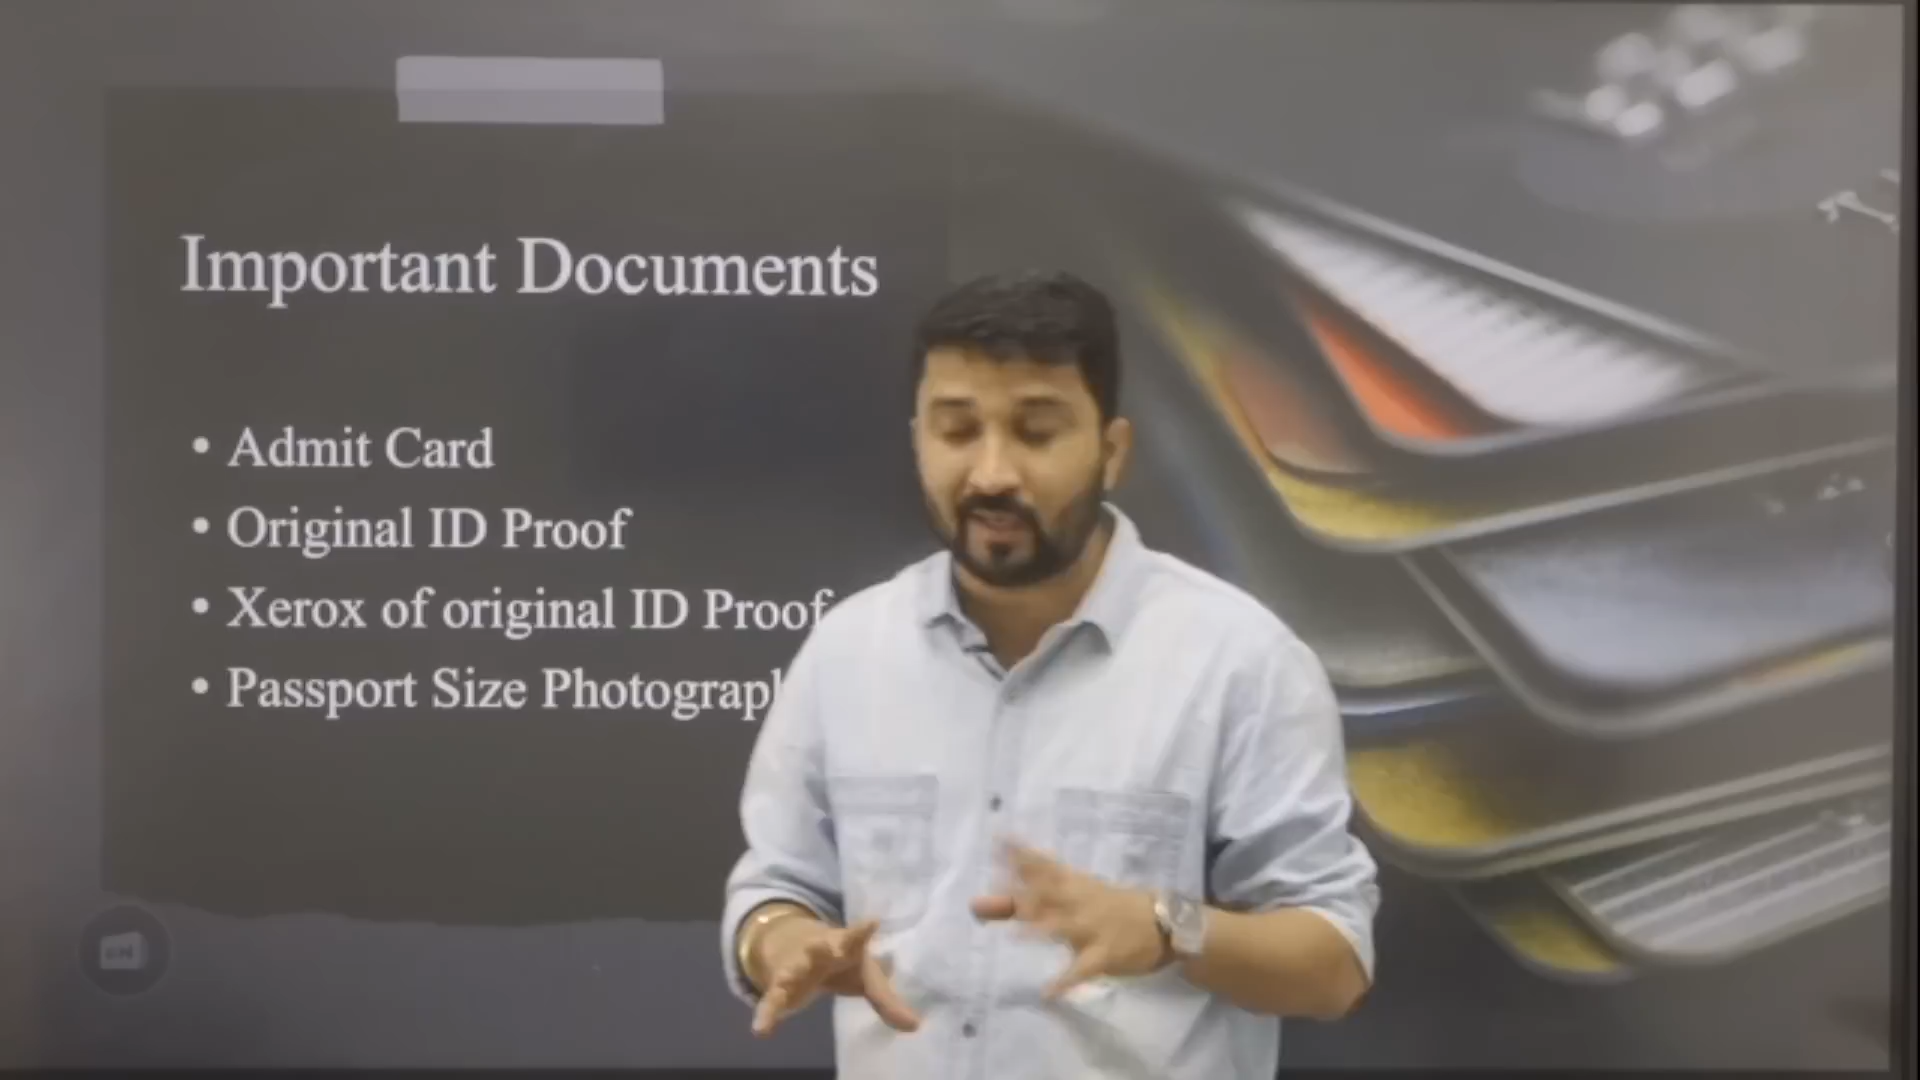 Important Documents
• Admit Card
• Original ID Proof
• Xerox of original ID Proof
• Passport Size